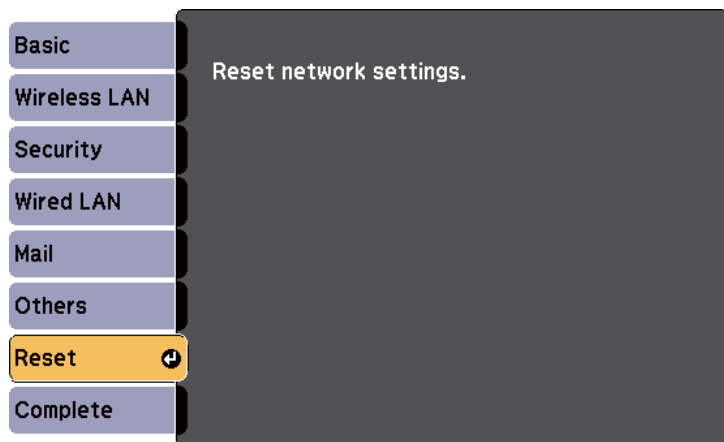 Basic
Wireless LAN
Security
Wired LAN
Mail
Others
Reset
Complete
Reset network settings.